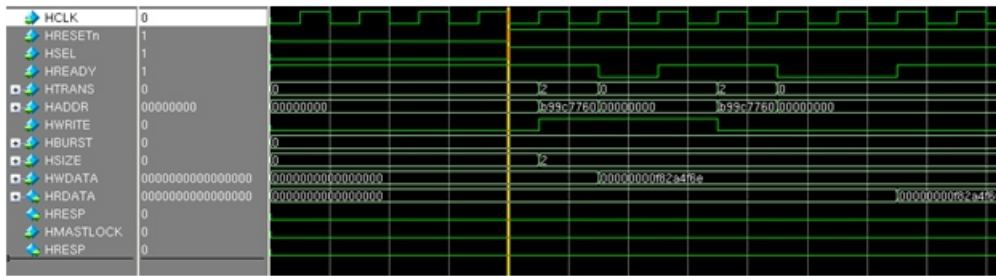 HCLK 0
HRESETn 1
HSEL 1
HREADY 1
HTRANS 0 0 2 0 2 0
HADDR 00000000 00000000 b99c7760 00000000 b99c7760 00000000
HWRITE 0
HBURST 0 0
HSIZE 0 0 2
HWDATA 0000000000000000 0000000000000000 00000000f82a4f6e
HRDATA 0000000000000000 0000000000000000 00000000f82a4f6
HRESP 0
HMASTLOCK 0
HRESP 0